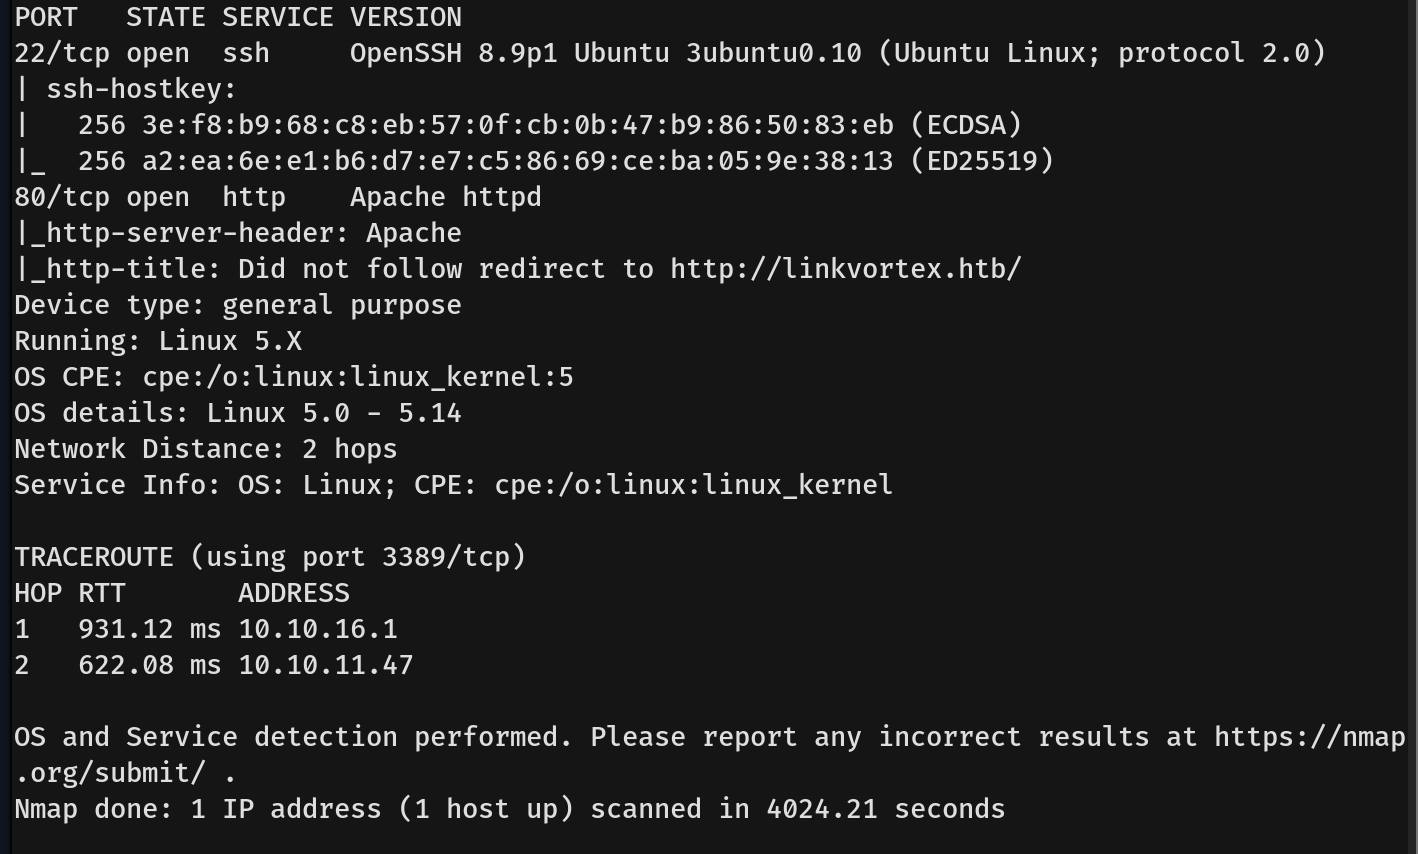 PORT   STATE SERVICE VERSION
22/tcp open  ssh     OpenSSH 8.9p1 Ubuntu 3ubuntu0.10 (Ubuntu Linux; protocol 2.0)
| ssh-hostkey:
|   256 3e:f8:b9:68:c8:eb:57:0f:cb:0b:47:b9:86:50:83:eb (ECDSA)
|_  256 a2:ea:6e:e1:b6:d7:e7:c5:86:69:ce:ba:05:9e:38:13 (ED25519)
80/tcp open  http    Apache httpd
|_http-server-header: Apache
|_http-title: Did not follow redirect to http://linkvortex.htb/
Device type: general purpose
Running: Linux 5.X
OS CPE: cpe:/o:linux:linux_kernel:5
OS details: Linux 5.0 - 5.14
Network Distance: 2 hops
Service Info: OS: Linux; CPE: cpe:/o:linux:linux_kernel

TRACEROUTE (using port 3389/tcp)
HOP RTT       ADDRESS
1   931.12 ms 10.10.16.1
2   622.08 ms 10.10.11.47

OS and Service detection performed. Please report any incorrect results at https://nmap
.org/submit/ .
Nmap done: 1 IP address (1 host up) scanned in 4024.21 seconds